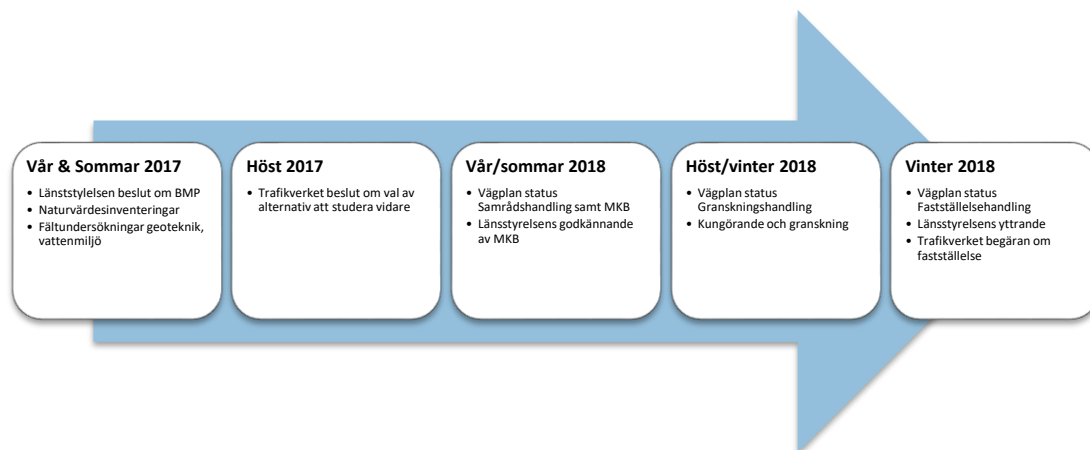 Vår & Sommar 2017
• Länststylelsen beslut om BMP
• Naturvärdesinventeringar
• Fältundersökningar geoteknik,
vattenmiljö
Höst 2017
• Trafikverket beslut om val av
alternativ att studera vidare
Vår/sommar 2018
• Vägplan status
Samrådshandling samt MKB
• Länsstyrelsens godkännande
av MKB
Höst/vinter 2018
• Vägplan status
Granskningshandling
• Kungörande och granskning
Vinter 2018
• Vägplan status
Fastställelsehandling
• Länsstyrelsens yttrande
• Trafikverket begäran om
fastställelse